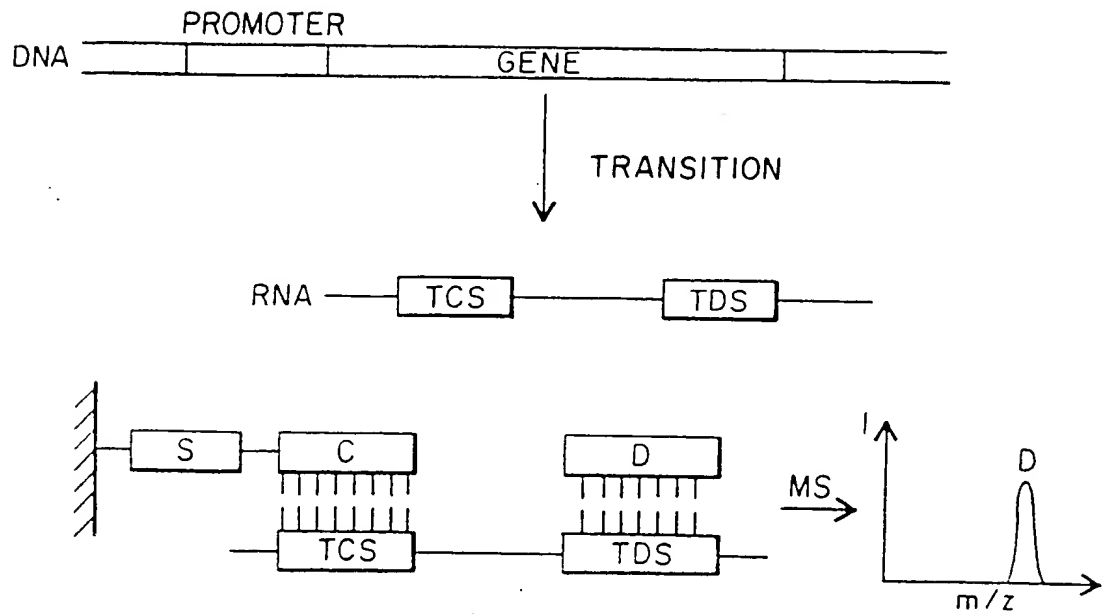 PROMOTER
DNA GENE
TRANSITION
RNA TCS TDS
S C D
MS
TCS TDS
I
D
m/z